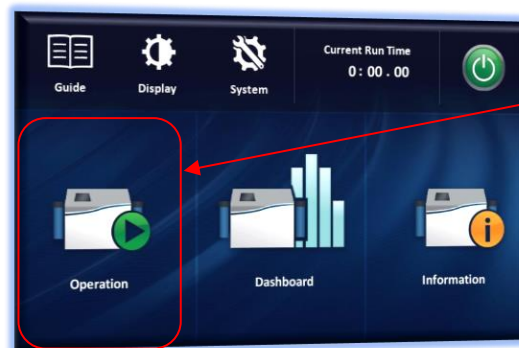 Guide
Display
System
Current Run Time
0 : 00 . 00
Operation
Dashboard
Information